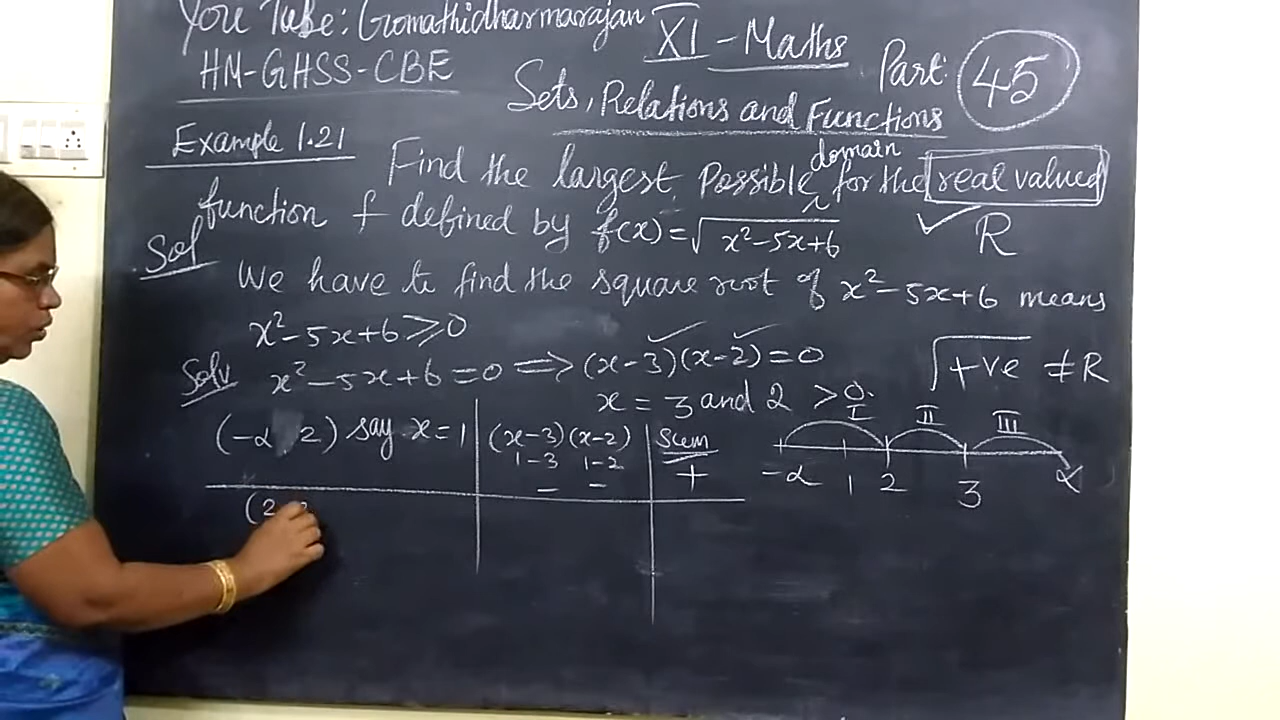 You Tube: Gomathidharmarajan
HM-GHSS-CBE
XI - Maths
Part: 45
Sets, Relations and Functions
Example 1.21
Find the largest Possible domain for the real valued
function f defined by f(x)=√x²-5x+6
✓ R
Sol
We have to find the square root of x²-5x+6 means
x²-5x+6 ≥ 0
Solv x²-5x+6=0 ⟹ (x-3)(x-2)=0
x = 3 and 2 > 0.
√+ve ≠ R
(-α 2) say x=1 | (x-3)(x-2) | Sum
1-3 1-2
- - | +
I II III
-α 1 2 3 α
(2